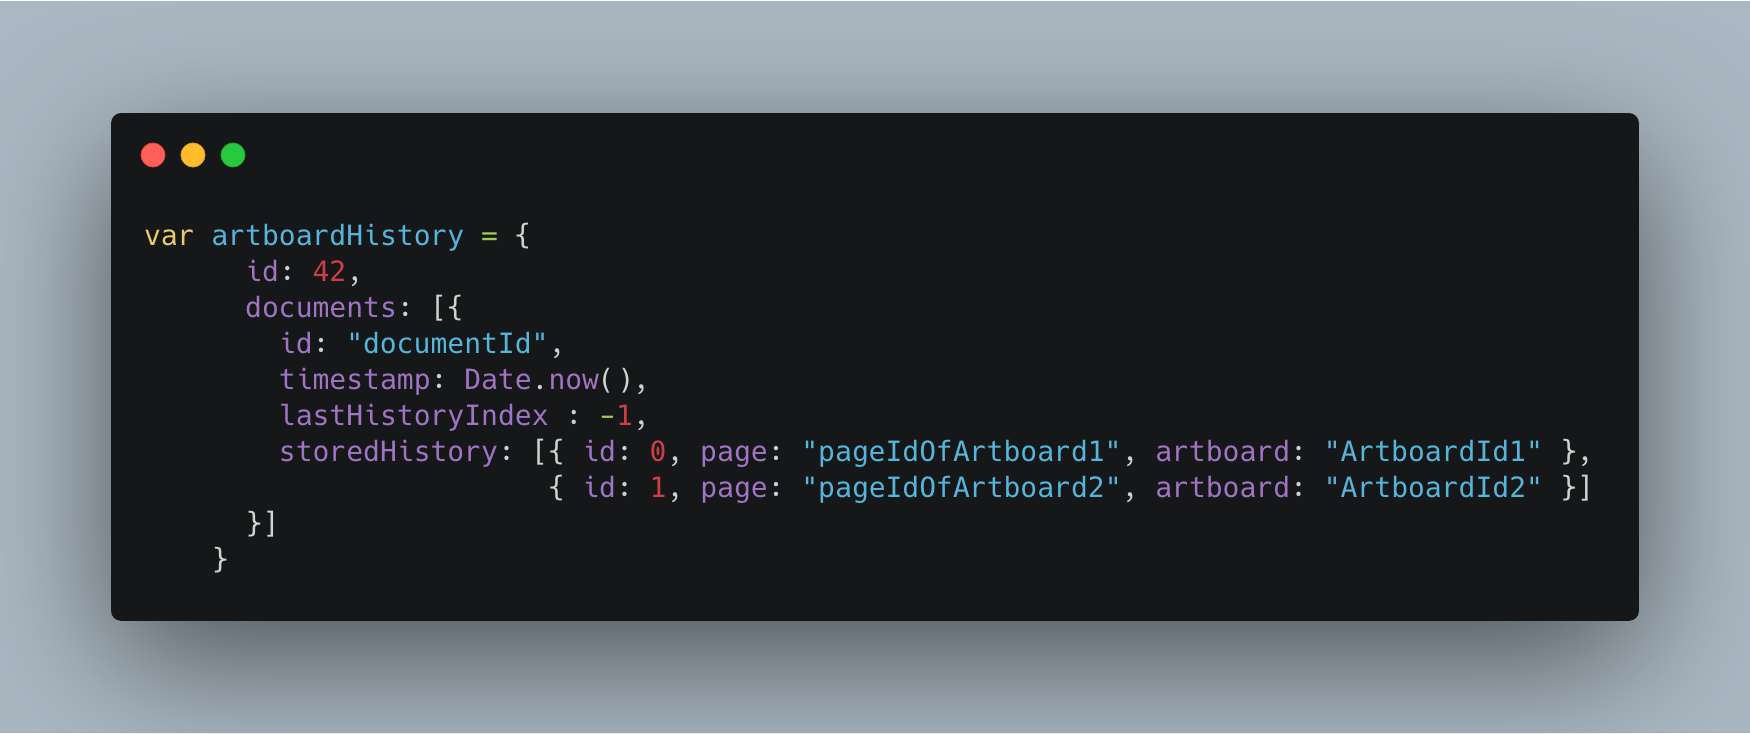 var artboardHistory = {
      id: 42,
      documents: [{
        id: "documentId",
        timestamp: Date.now(),
        lastHistoryIndex : -1,
        storedHistory: [{ id: 0, page: "pageIdOfArtboard1", artboard: "ArtboardId1" },
                        { id: 1, page: "pageIdOfArtboard2", artboard: "ArtboardId2" }]
      }]
    }